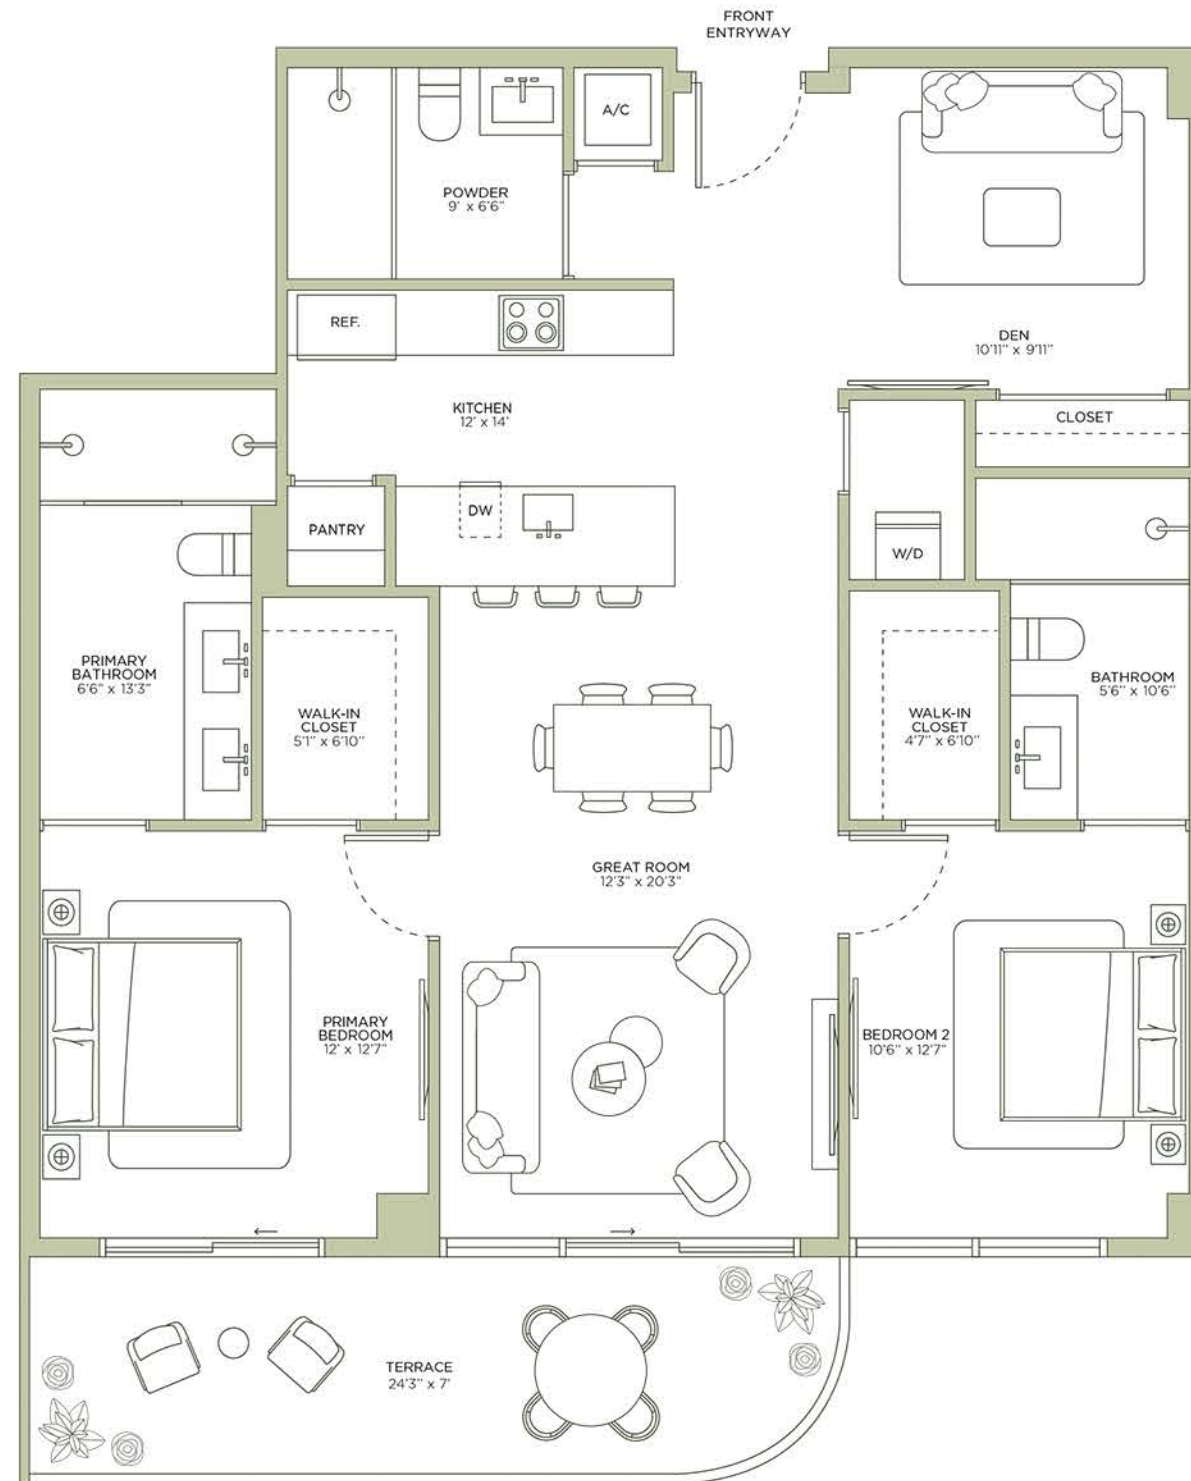 FRONT
ENTRYWAY
A/C
POWDER
9' x 6'6"
REF.
DEN
10'11" x 9'11"
KITCHEN
12' x 14'
CLOSET
DW
PANTRY
W/D
PRIMARY
BATHROOM
6'6" x 13'3"
WALK-IN
CLOSET
5'1" x 6'10"
WALK-IN
CLOSET
4'7" x 6'10"
BATHROOM
5'6" x 10'6"
GREAT ROOM
12'3" x 20'3"
PRIMARY
BEDROOM
12' x 12'7"
BEDROOM 2
10'6" x 12'7"
TERRACE
24'3" x 7'